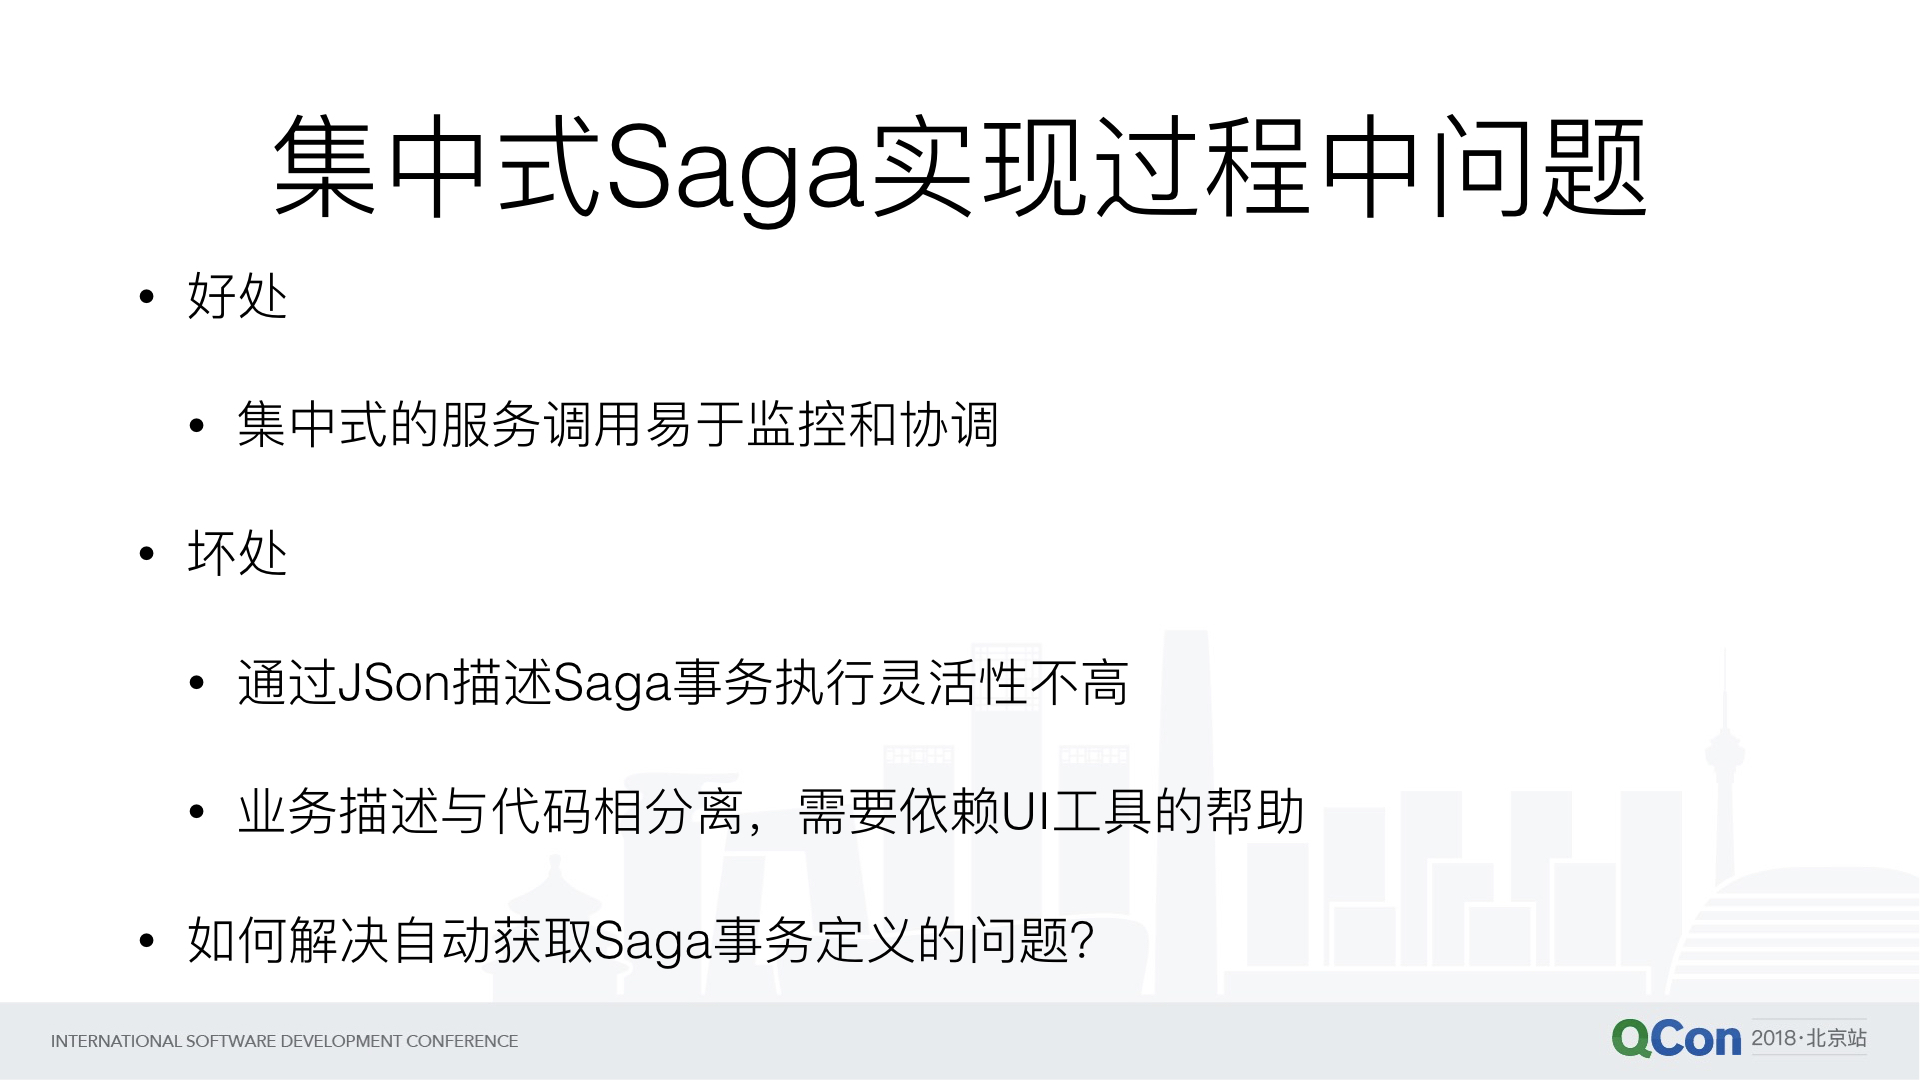 集中式Saga实现过程中问题
• 好处
• 集中式的服务调用易于监控和协调
• 坏处
• 通过JSon描述Saga事务执行灵活性不高
• 业务描述与代码相分离，需要依赖UI工具的帮助
• 如何解决自动获取Saga事务定义的问题？
INTERNATIONAL SOFTWARE DEVELOPMENT CONFERENCE
QCon 2018·北京站